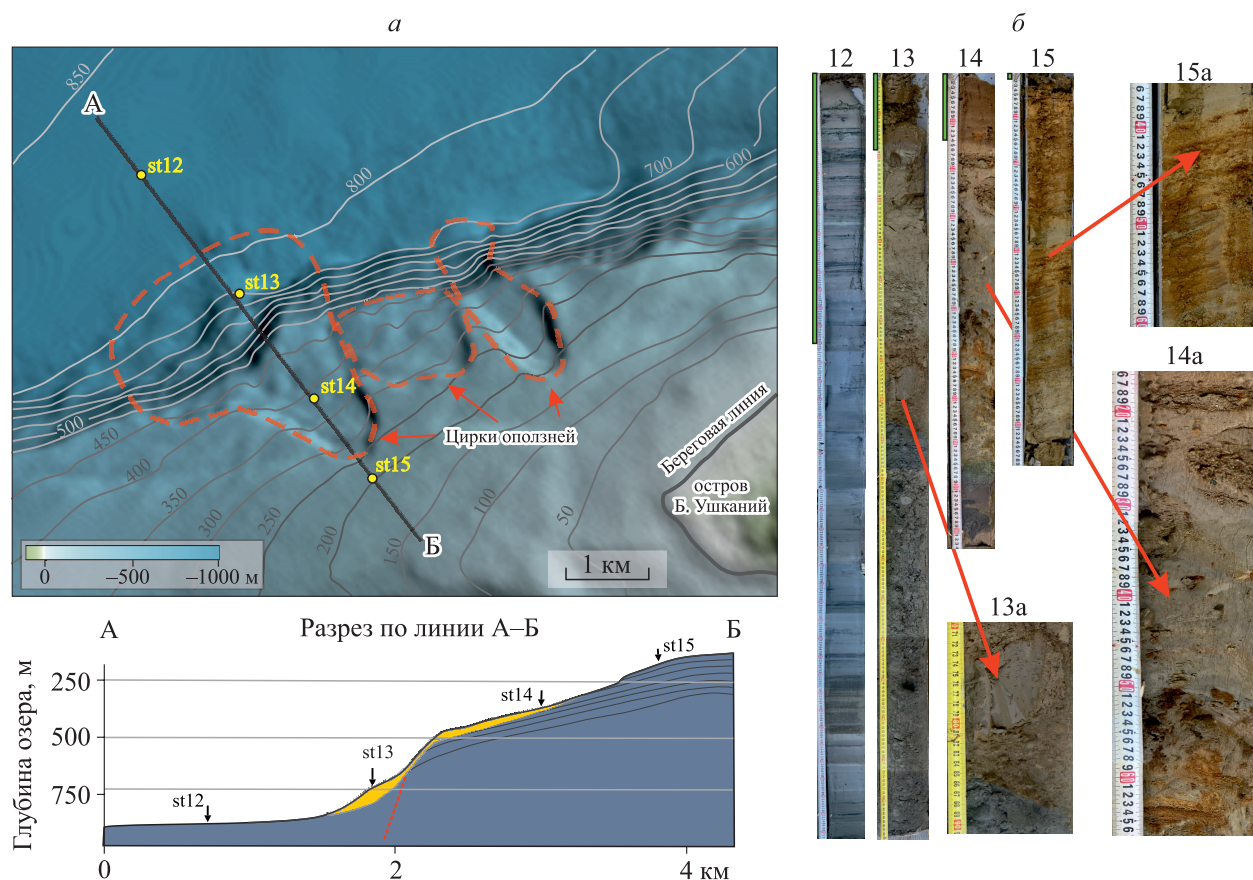 а
850
А
st12
800
700
600
st13
500
450
400
350
300
250
200
150
100
50
st14
st15
Цирки оползней
Береговая линия
остров
Б. Ушканий
Б
0 –500 –1000 м
1 км
А Разрез по линии А–Б Б
Глубина озера, м
250
500
750
st12
st13
st14
st15
0 2 4 км
б
12 13 14 15
15а
14а
13а